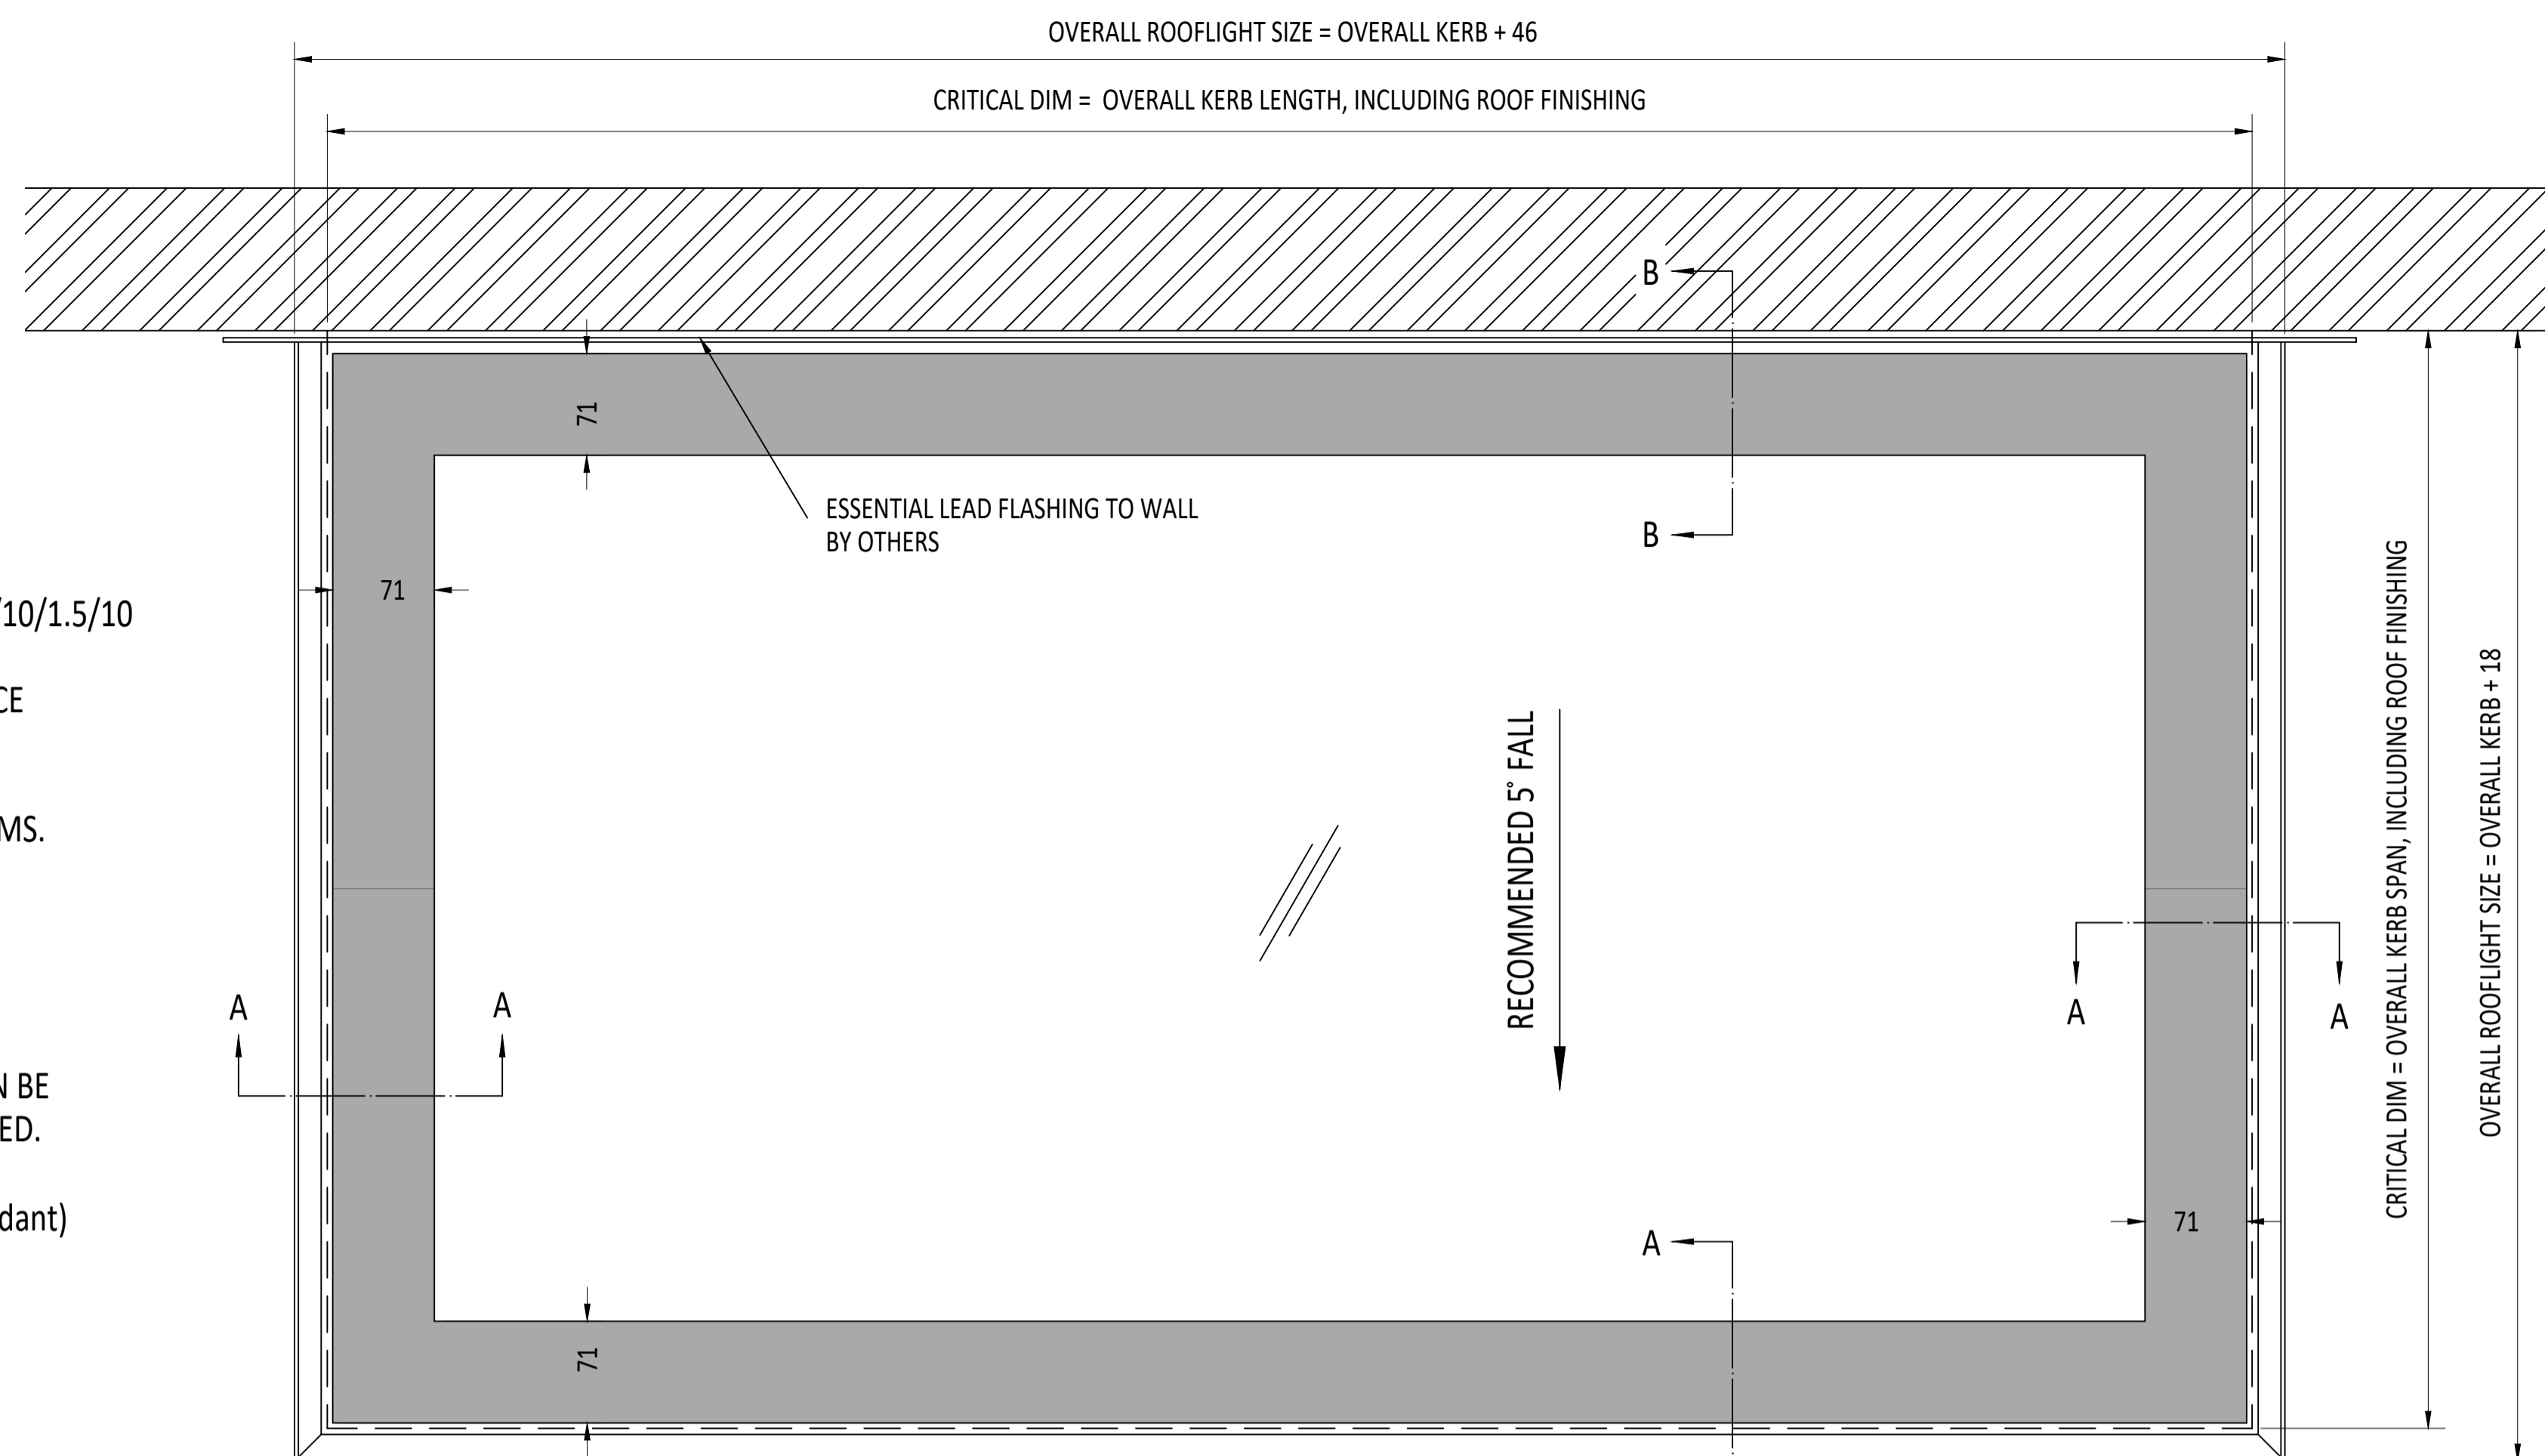 OVERALL ROOFLIGHT SIZE = OVERALL KERB + 46
CRITICAL DIM = OVERALL KERB LENGTH, INCLUDING ROOF FINISHING
B
71
ESSENTIAL LEAD FLASHING TO WALL
BY OTHERS
B
71
/10/1.5/10
CE
MS.
RECOMMENDED 5° FALL
CRITICAL DIM = OVERALL KERB SPAN, INCLUDING ROOF FINISHING
OVERALL ROOFLIGHT SIZE = OVERALL KERB + 18
A
A
A
A
N BE
ED.
dant)
71
A
71